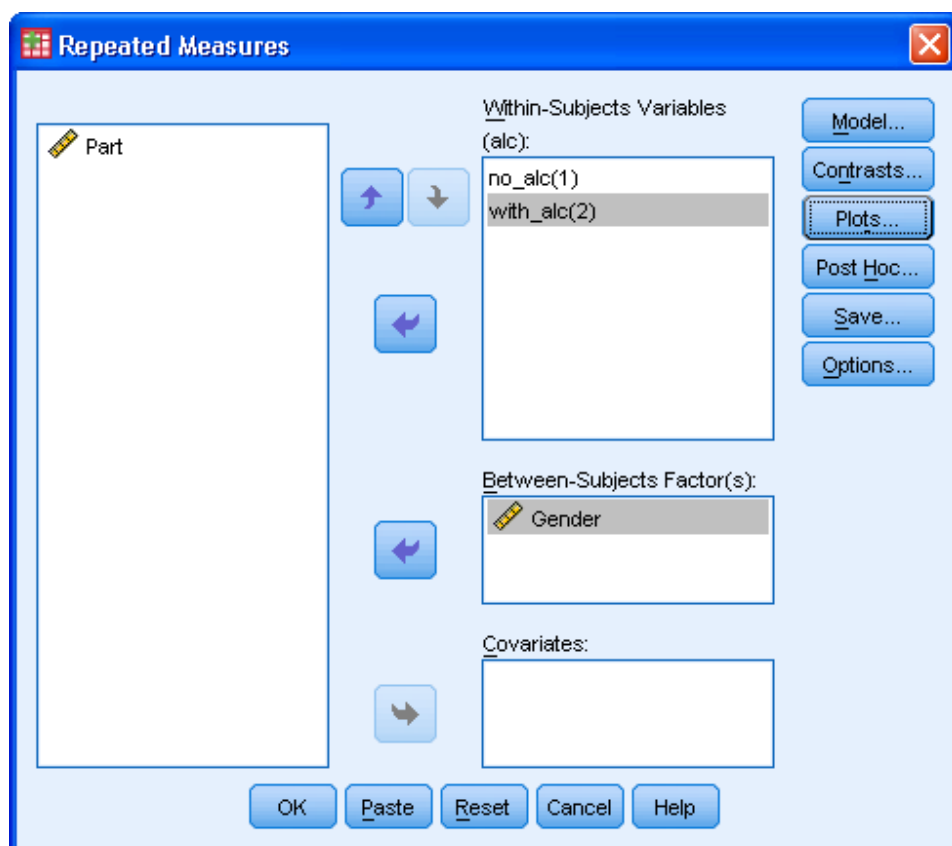 Repeated Measures
Part
Within-Subjects Variables
(alc):
no_alc(1)
with_alc(2)
Between-Subjects Factor(s):
Gender
Covariates:
Model...
Contrasts...
Plots...
Post Hoc...
Save...
Options...
OK
Paste
Reset
Cancel
Help